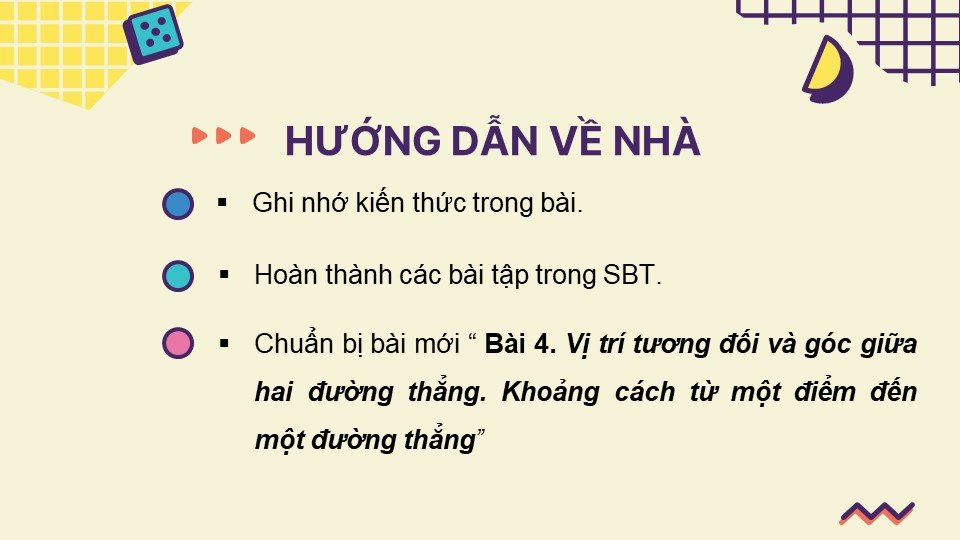 HƯỚNG DẪN VỀ NHÀ
▪ Ghi nhớ kiến thức trong bài.
▪ Hoàn thành các bài tập trong SBT.
▪ Chuẩn bị bài mới “ Bài 4. Vị trí tương đối và góc giữa
hai đường thẳng. Khoảng cách từ một điểm đến
một đường thẳng”